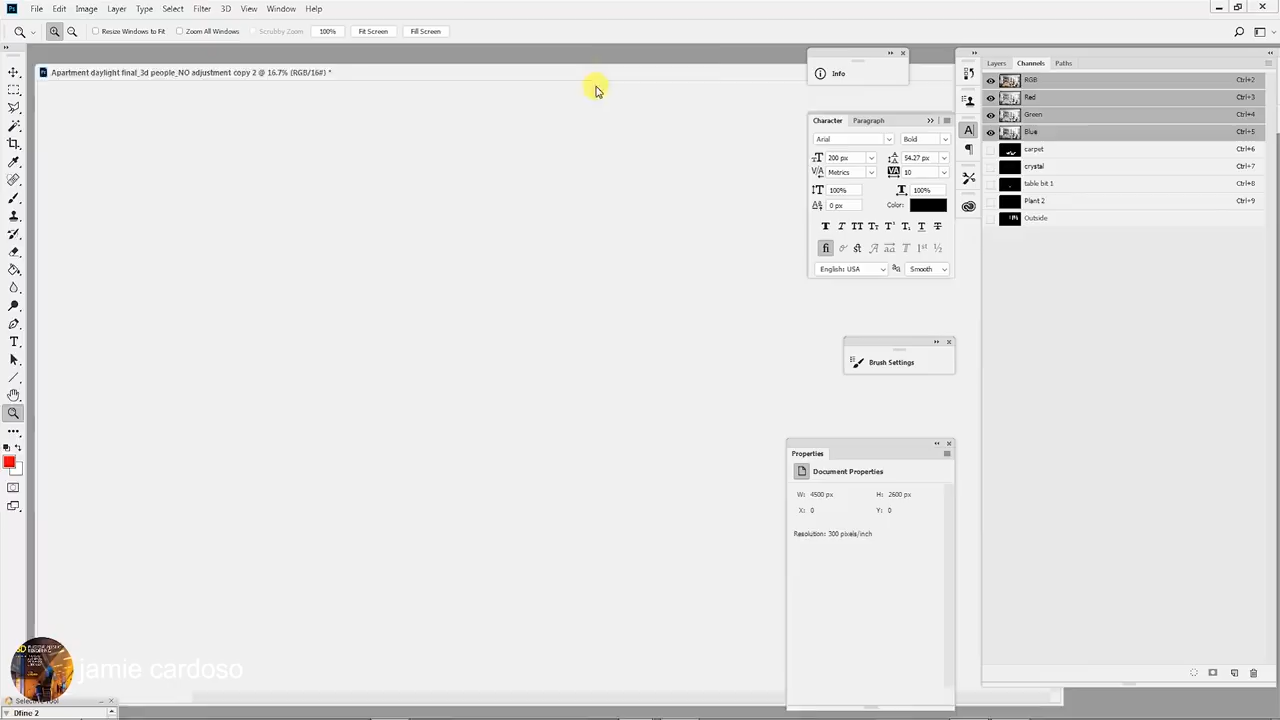 File Edit Image Layer Type Select Filter 3D View Window Help
Resize Windows to Fit Zoom All Windows Scrubby Zoom 100% Fit Screen Fill Screen
Apartment daylight final_3d people_NO adjustment copy 2 @ 16.7% (RGB/16#) *
Info
Character Paragraph
Arial Bold
200 px 54.27 px
Metrics 10
100% 100%
0 px Color:
English: USA Smooth
Brush Settings
Properties
Document Properties
W: 4500 px H: 2600 px
X: 0 Y: 0
Resolution: 300 pixels/inch
Layers Channels Paths
RGB Ctrl+2
Red Ctrl+3
Green Ctrl+4
Blue Ctrl+5
carpet Ctrl+6
crystal Ctrl+7
table bit 1 Ctrl+8
Plant 2 Ctrl+9
Outside
jamie cardoso
Selective Tool
Dfine 2